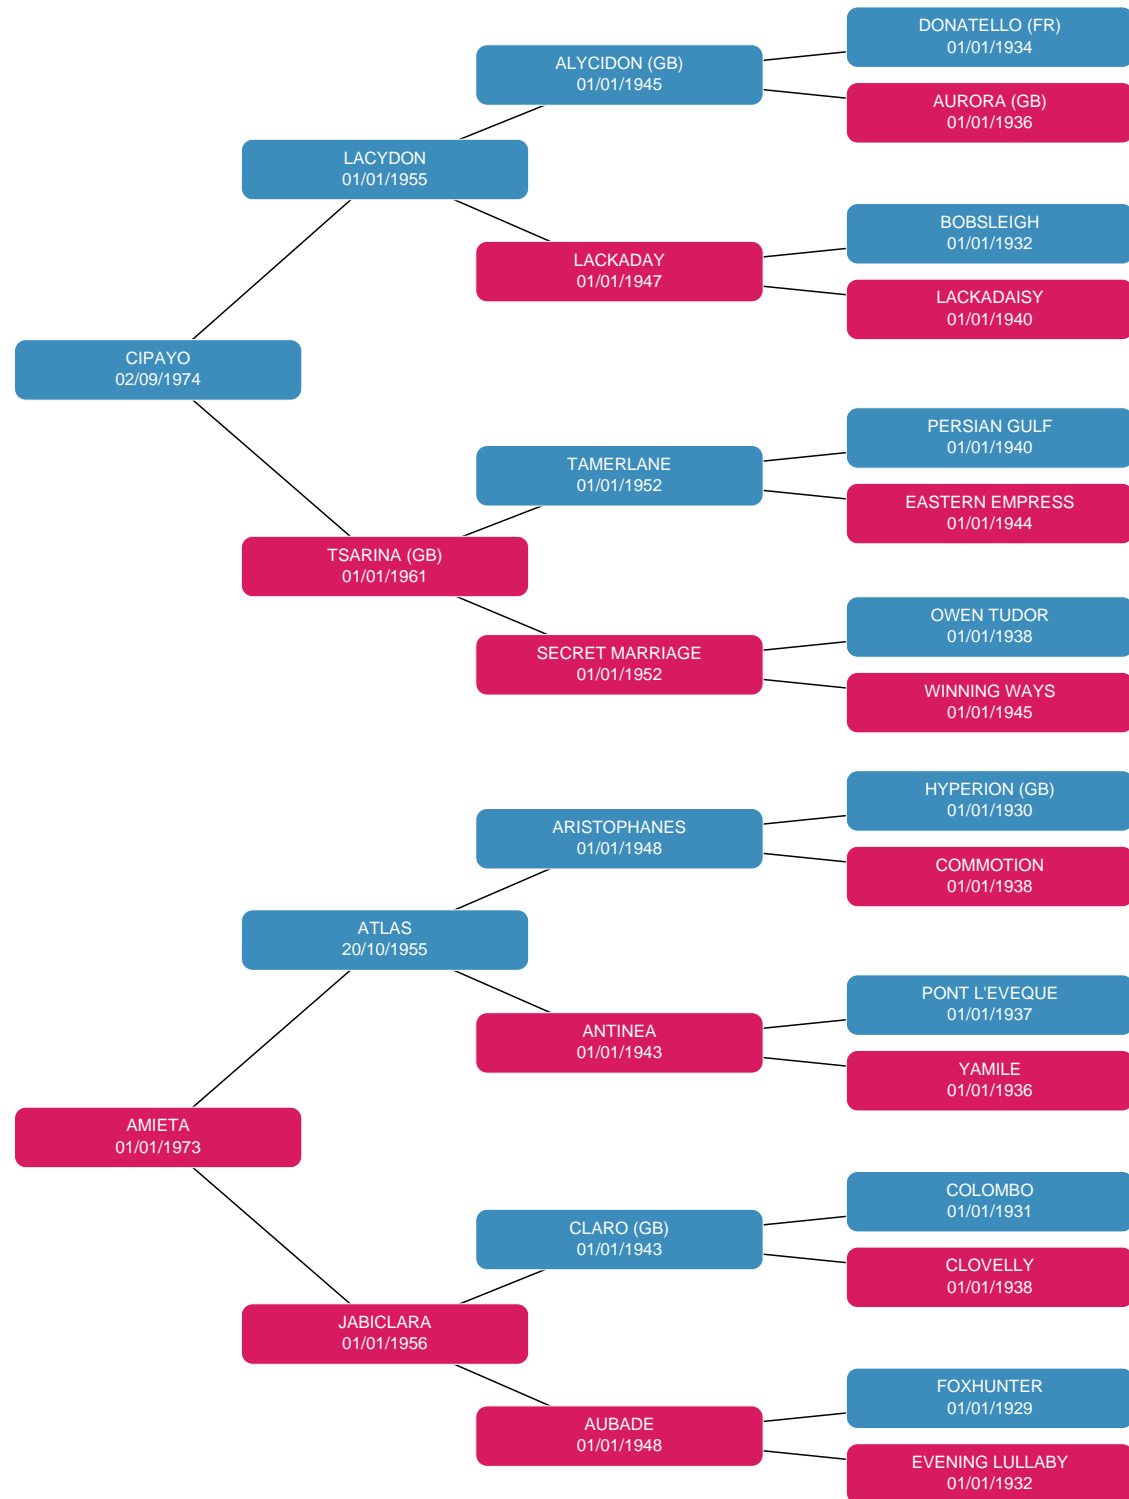 DONATELLO (FR)
01/01/1934
ALYCIDON (GB)
01/01/1945
AURORA (GB)
01/01/1936
LACYDON
01/01/1955
BOBSLEIGH
01/01/1932
LACKADAY
01/01/1947
LACKADAISY
01/01/1940
CIPAYO
02/09/1974
PERSIAN GULF
01/01/1940
TAMERLANE
01/01/1952
EASTERN EMPRESS
01/01/1944
TSARINA (GB)
01/01/1961
OWEN TUDOR
01/01/1938
SECRET MARRIAGE
01/01/1952
WINNING WAYS
01/01/1945
HYPERION (GB)
01/01/1930
ARISTOPHANES
01/01/1948
COMMOTION
01/01/1938
ATLAS
20/10/1955
PONT L'EVEQUE
01/01/1937
ANTINEA
01/01/1943
YAMILE
01/01/1936
AMIETA
01/01/1973
COLOMBO
01/01/1931
CLARO (GB)
01/01/1943
CLOVELLY
01/01/1938
JABICLARA
01/01/1956
FOXHUNTER
01/01/1929
AUBADE
01/01/1948
EVENING LULLABY
01/01/1932